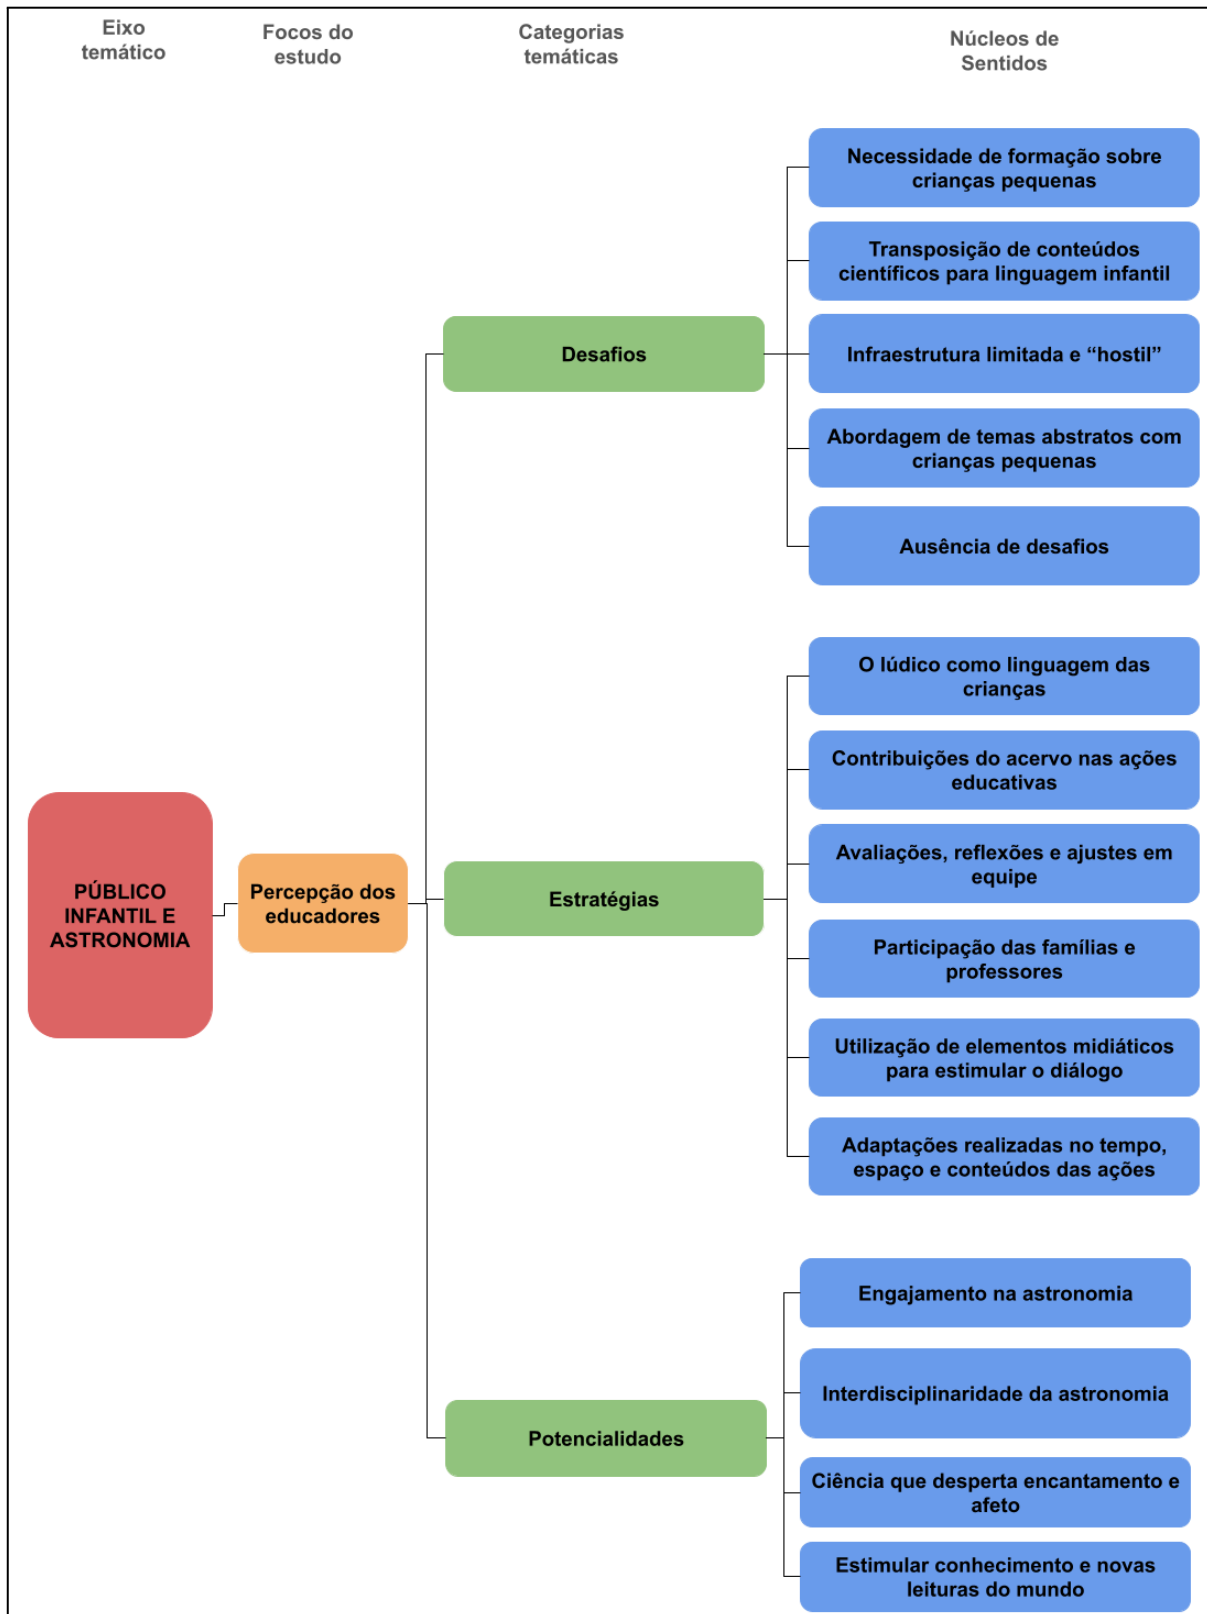 Eixo
temático
Focos do
estudo
Categorias
temáticas
Núcleos de
Sentidos
Necessidade de formação sobre
crianças pequenas
Transposição de conteúdos
científicos para linguagem infantil
Desafios
Infraestrutura limitada e “hostil”
Abordagem de temas abstratos com
crianças pequenas
Ausência de desafios
O lúdico como linguagem das
crianças
Contribuições do acervo nas ações
educativas
PÚBLICO
INFANTIL E
ASTRONOMIA
Percepção dos
educadores
Estratégias
Avaliações, reflexões e ajustes em
equipe
Participação das famílias e
professores
Utilização de elementos midiáticos
para estimular o diálogo
Adaptações realizadas no tempo,
espaço e conteúdos das ações
Engajamento na astronomia
Interdisciplinaridade da astronomia
Potencialidades
Ciência que desperta encantamento e
afeto
Estimular conhecimento e novas
leituras do mundo